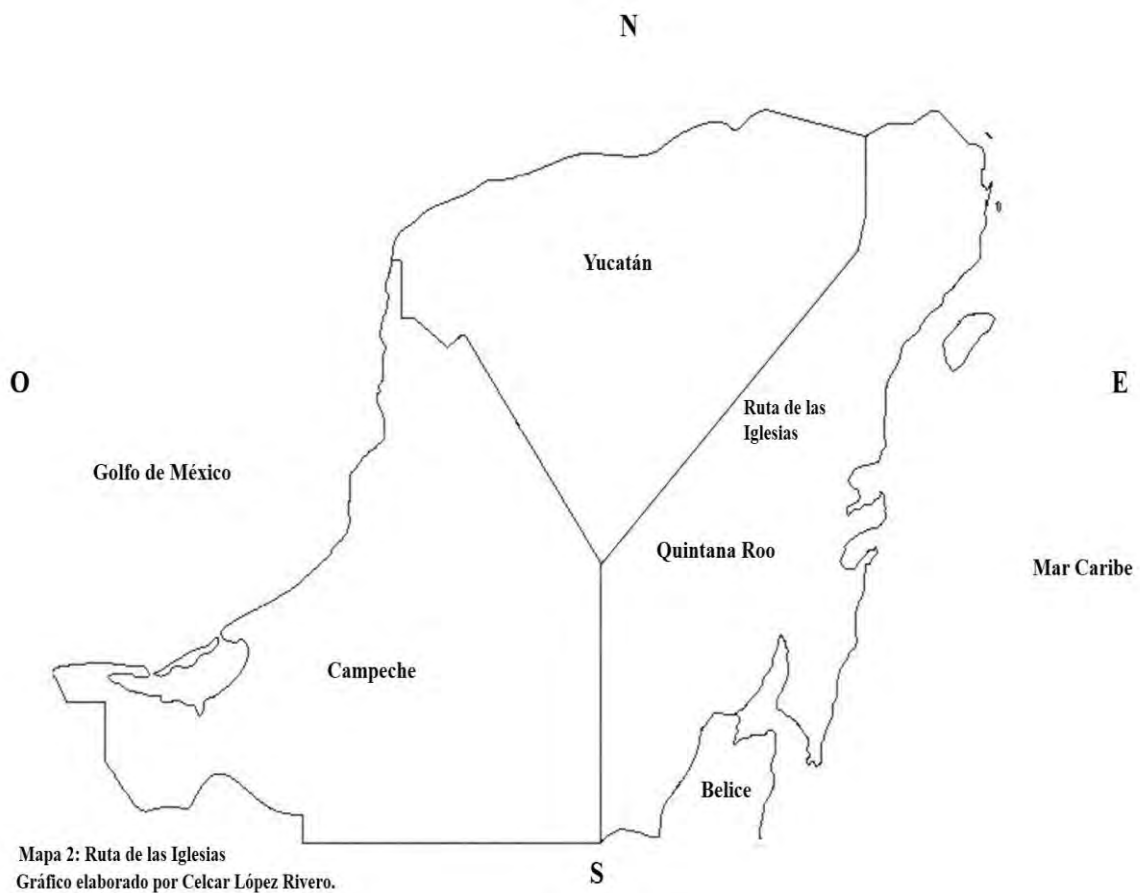 N
Yucatán
O
E
Ruta de las
Iglesias
Golfo de México
Quintana Roo
Mar Caribe
Campeche
Belice
Mapa 2: Ruta de las Iglesias
S
Gráfico elaborado por Celcar López Rivero.